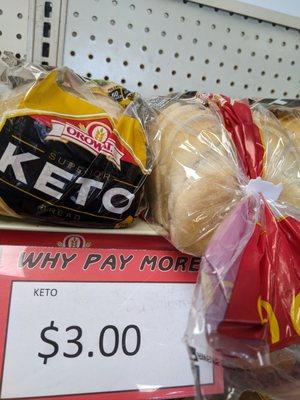 OROWEAT
SUPERIOR
KETO
BREAD
WHY PAY MORE
KETO
$3.00